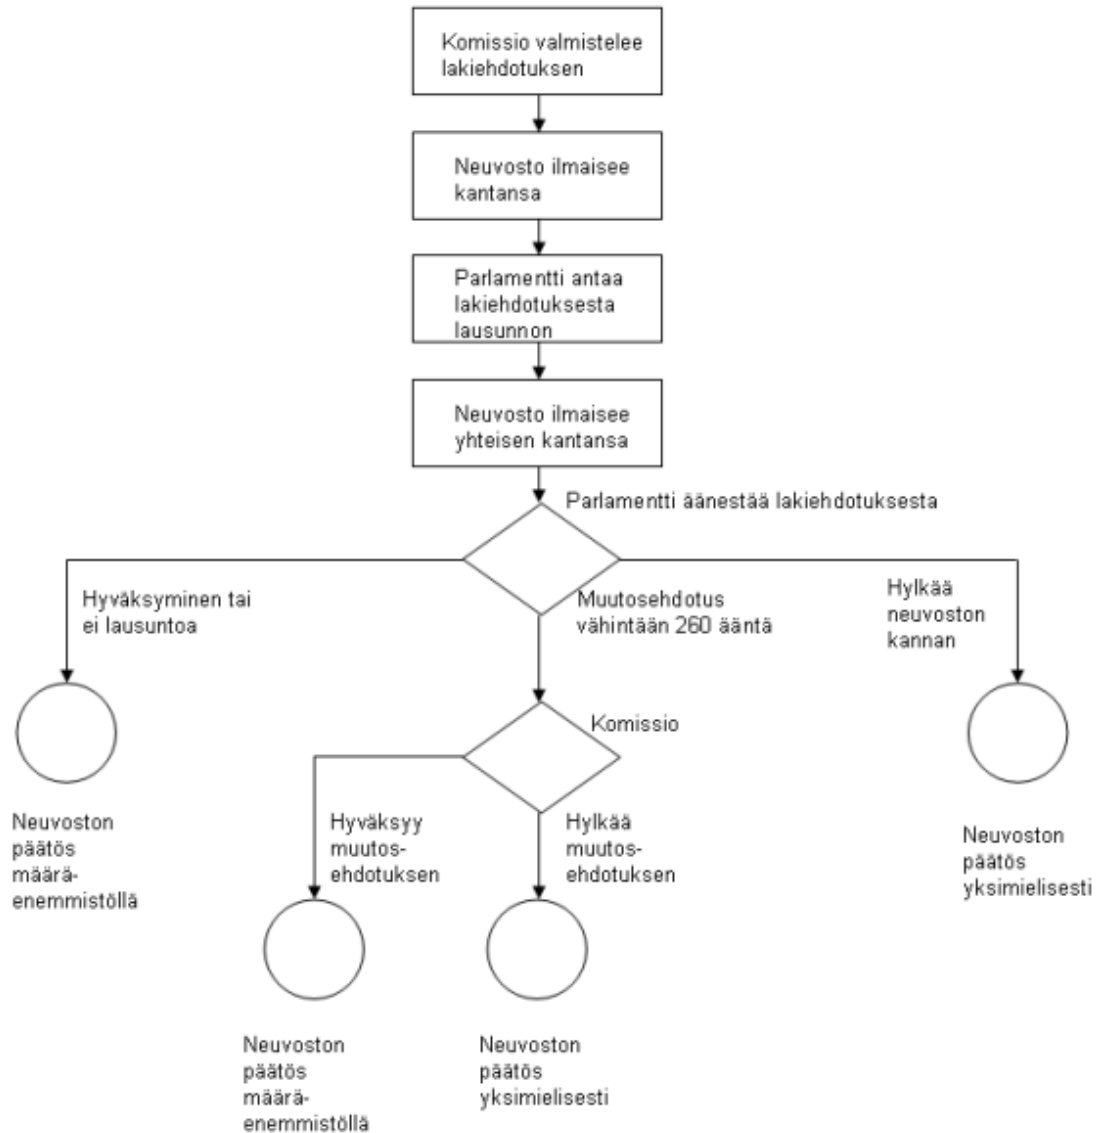 Komissio valmistelee
lakiehdotuksen
Neuvosto ilmaisee
kantansa
Parlamentti antaa
lakiehdotuksesta
lausunnon
Neuvosto ilmaisee
yhteisen kantansa
Parlamentti äänestää lakiehdotuksesta
Hyväksyminen tai
ei lausuntoa
Muutosehdotus
vähintään 260 ääntä
Hylkää
neuvoston
kannan
Komissio
Neuvoston
päätös
määrä-
enemmistöllä
Hyväksyy
muutos-
ehdotuksen
Hylkää
muutos-
ehdotuksen
Neuvoston
päätös
yksimielisesti
Neuvoston
päätös
määrä-
enemmistöllä
Neuvoston
päätös
yksimielisesti